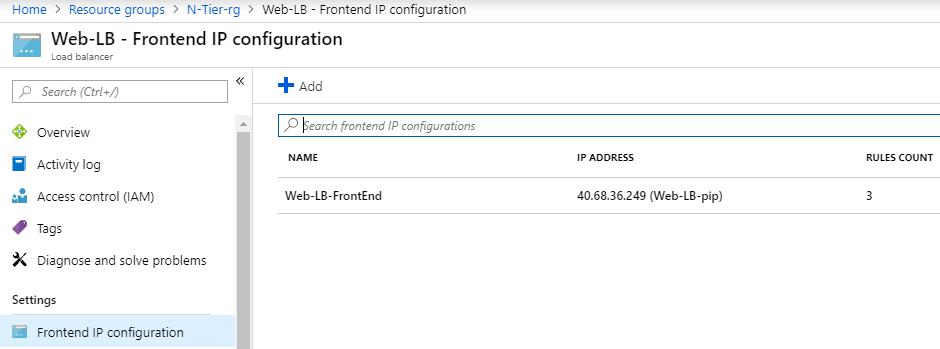 Home > Resource groups > N-Tier-rg > Web-LB - Frontend IP configuration
Web-LB - Frontend IP configuration
Load balancer
Search (Ctrl+/)
«
Overview
Activity log
Access control (IAM)
Tags
Diagnose and solve problems
Settings
Frontend IP configuration
Add
Search frontend IP configurations
NAME IP ADDRESS RULES COUNT
Web-LB-FrontEnd 40.68.36.249 (Web-LB-pip) 3